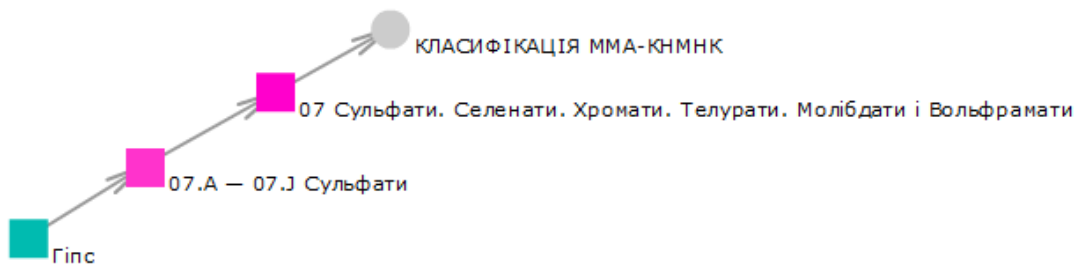 КЛАСИФІКАЦІЯ ММА-КНМНК
07 Сульфати. Селенати. Хромати. Телурати. Молібдати і Вольфрамати
07.A — 07.J Сульфати
Гіпс